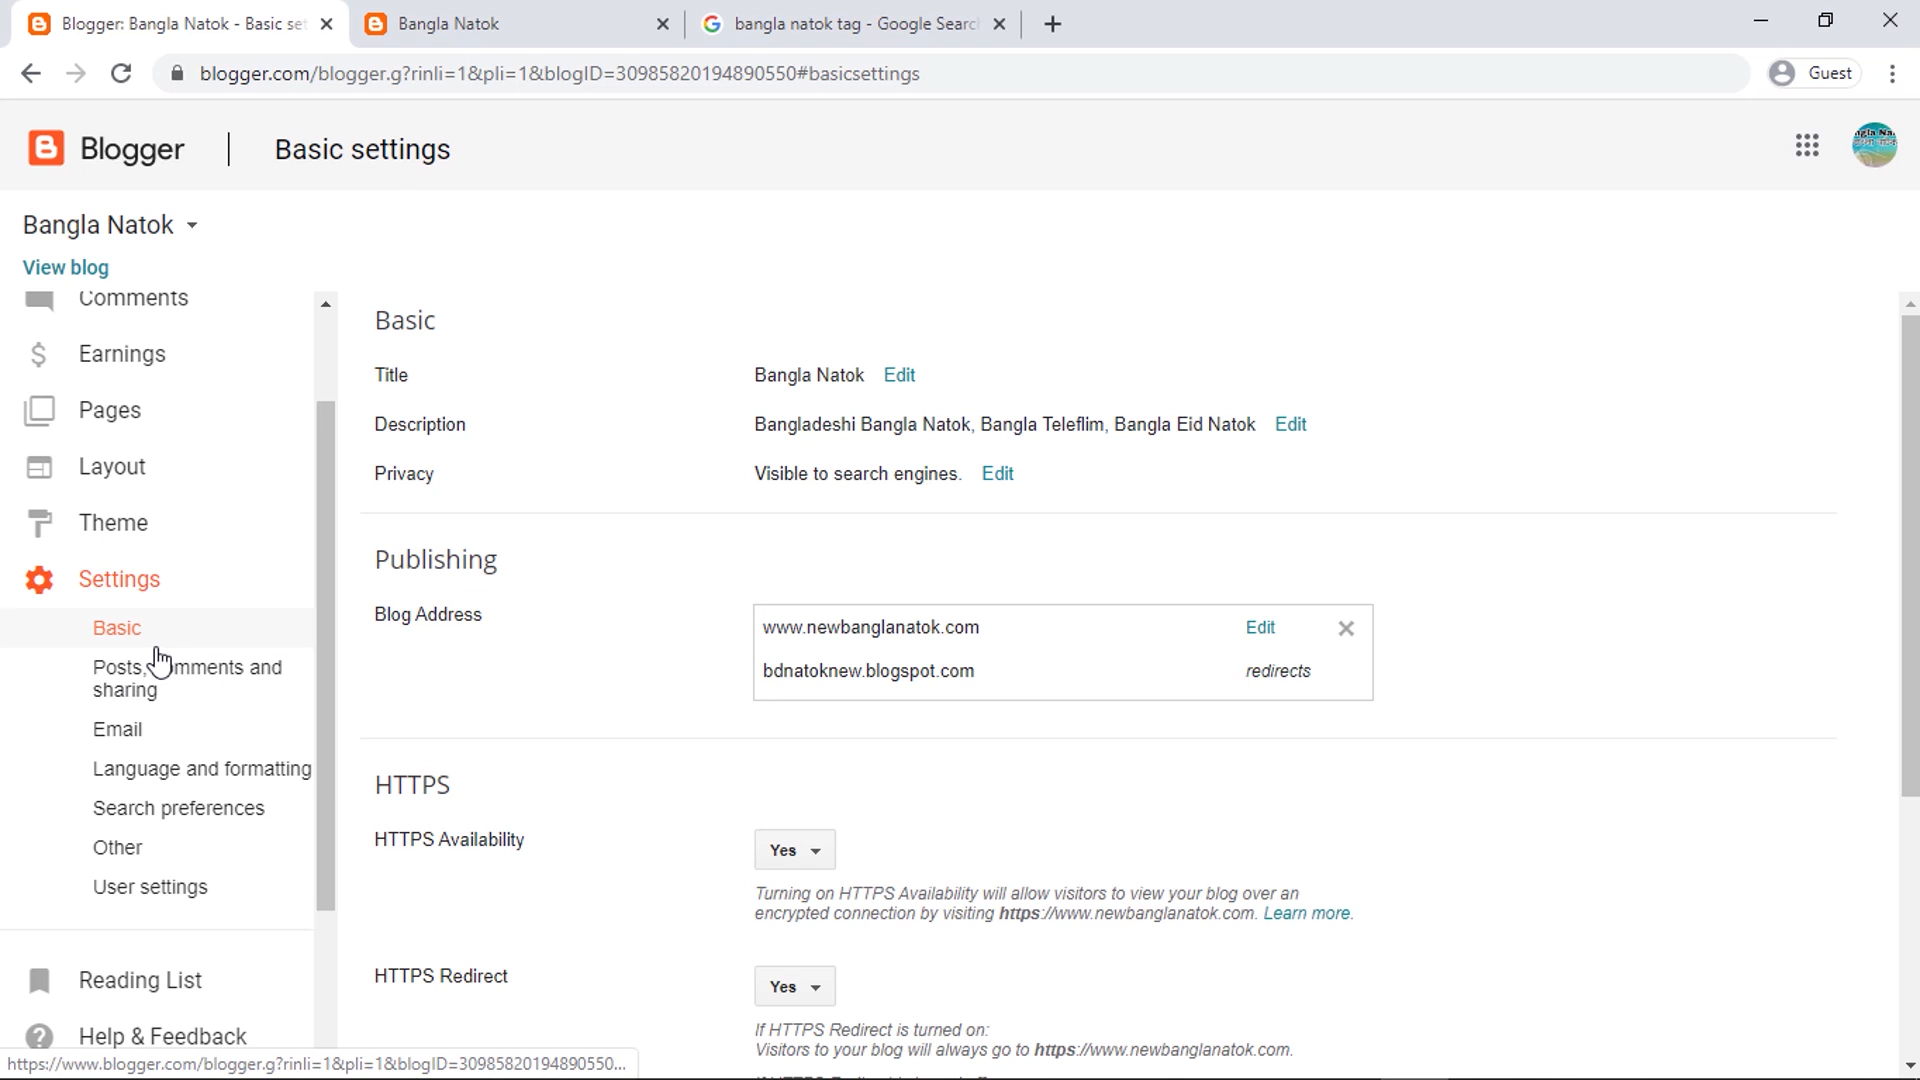 Blogger: Bangla Natok - Basic set
Bangla Natok
bangla natok tag - Google Searc
blogger.com/blogger.g?rinli=1&pli=1&blogID=30985820194890550#basicsettings
Guest
Blogger
Basic settings
Bangla Natok
View blog
Comments
Earnings
Pages
Layout
Theme
Settings
Basic
Posts, comments and
sharing
Email
Language and formatting
Search preferences
Other
User settings
Reading List
Help & Feedback
https://www.blogger.com/blogger.g?rinli=1&pli=1&blogID=30985820194890550...
Basic
Title
Bangla Natok Edit
Description
Bangladeshi Bangla Natok, Bangla Teleflim, Bangla Eid Natok Edit
Privacy
Visible to search engines. Edit
Publishing
Blog Address
www.newbanglanatok.com Edit
bdnatoknew.blogspot.com redirects
HTTPS
HTTPS Availability
Yes
Turning on HTTPS Availability will allow visitors to view your blog over an
encrypted connection by visiting https://www.newbanglanatok.com. Learn more.
HTTPS Redirect
Yes
If HTTPS Redirect is turned on:
Visitors to your blog will always go to https://www.newbanglanatok.com.